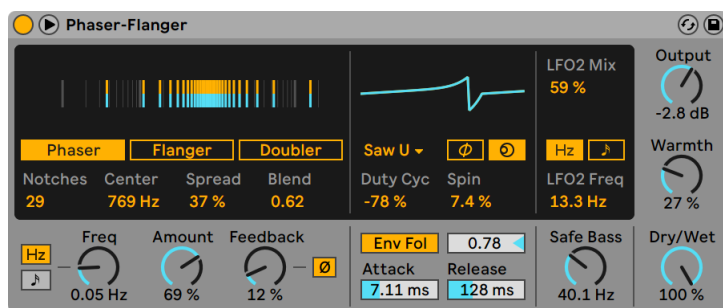 Phaser-Flanger
LFO2 Mix
59 %
Output
-2.8 dB
Phaser Flanger Doubler
Saw U
Hz
Warmth
27 %
Notches Center Spread Blend
29 769 Hz 37 % 0.62
Duty Cyc Spin
-78 % 7.4 %
LFO2 Freq
13.3 Hz
Hz
Freq Amount Feedback
Ø
0.05 Hz 69 % 12 %
Env Fol 0.78
Attack Release
7.11 ms 128 ms
Safe Bass
40.1 Hz
Dry/Wet
100 %